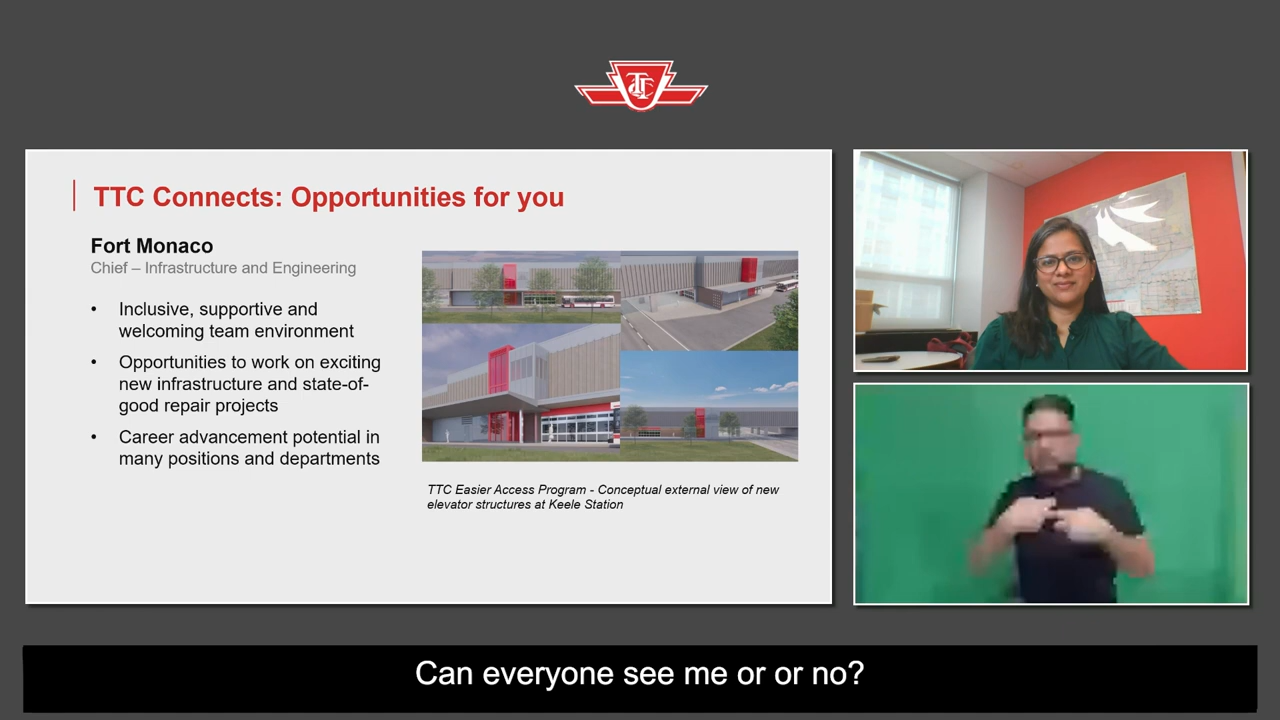 TTC
TTC Connects: Opportunities for you
Fort Monaco
Chief – Infrastructure and Engineering
• Inclusive, supportive and
welcoming team environment
• Opportunities to work on exciting
new infrastructure and state-of-
good repair projects
• Career advancement potential in
many positions and departments
TTC Easier Access Program - Conceptual external view of new
elevator structures at Keele Station
Can everyone see me or or no?